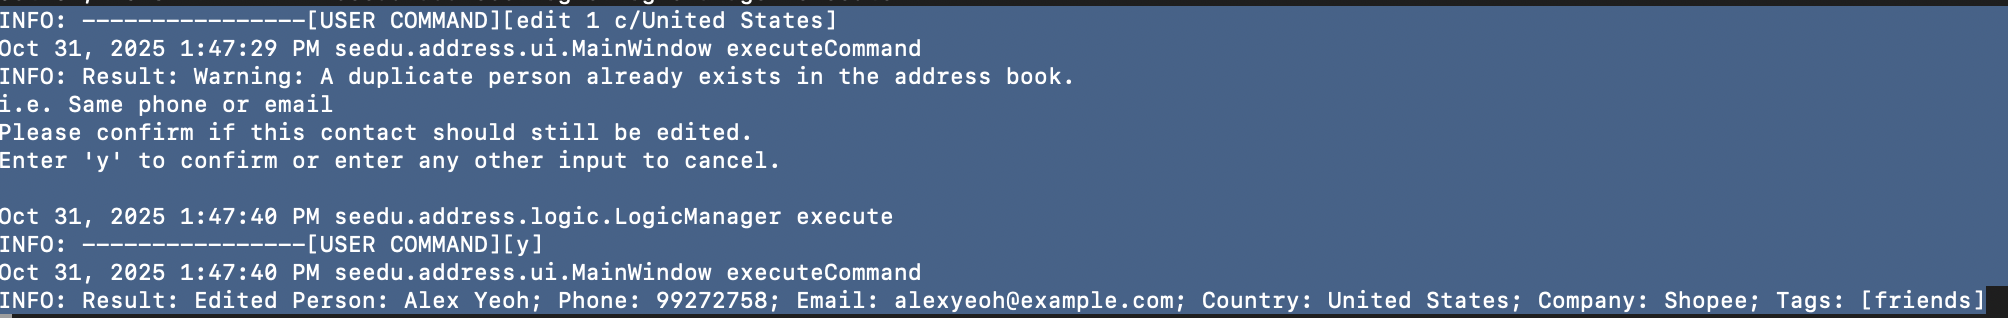 INFO: ----------------[USER COMMAND][edit 1 c/United States]
Oct 31, 2025 1:47:29 PM seedu.address.ui.MainWindow executeCommand
INFO: Result: Warning: A duplicate person already exists in the address book.
i.e. Same phone or email
Please confirm if this contact should still be edited.
Enter 'y' to confirm or enter any other input to cancel.
Oct 31, 2025 1:47:40 PM seedu.address.logic.LogicManager execute
INFO: ----------------[USER COMMAND][y]
Oct 31, 2025 1:47:40 PM seedu.address.ui.MainWindow executeCommand
INFO: Result: Edited Person: Alex Yeoh; Phone: 99272758; Email: alexyeoh@example.com; Country: United States; Company: Shopee; Tags: [friends]